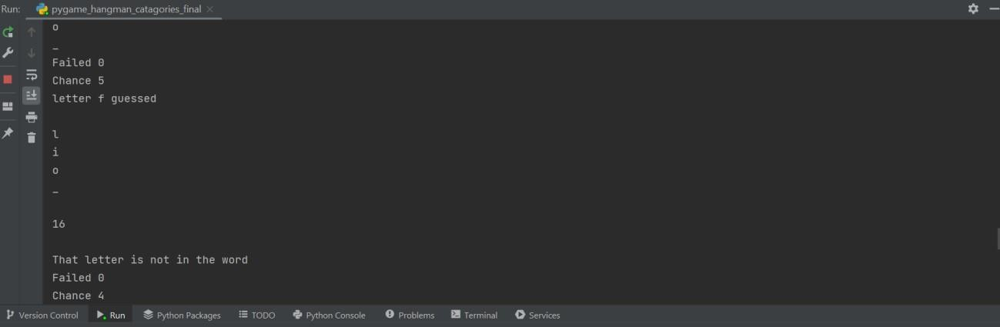 Run: pygame_hangman_catagories_final
o
_
Failed 0
Chance 5
letter f guessed
l
i
o
_
16
That letter is not in the word
Failed 0
Chance 4
Version Control Run Python Packages TODO Python Console Problems Terminal Services